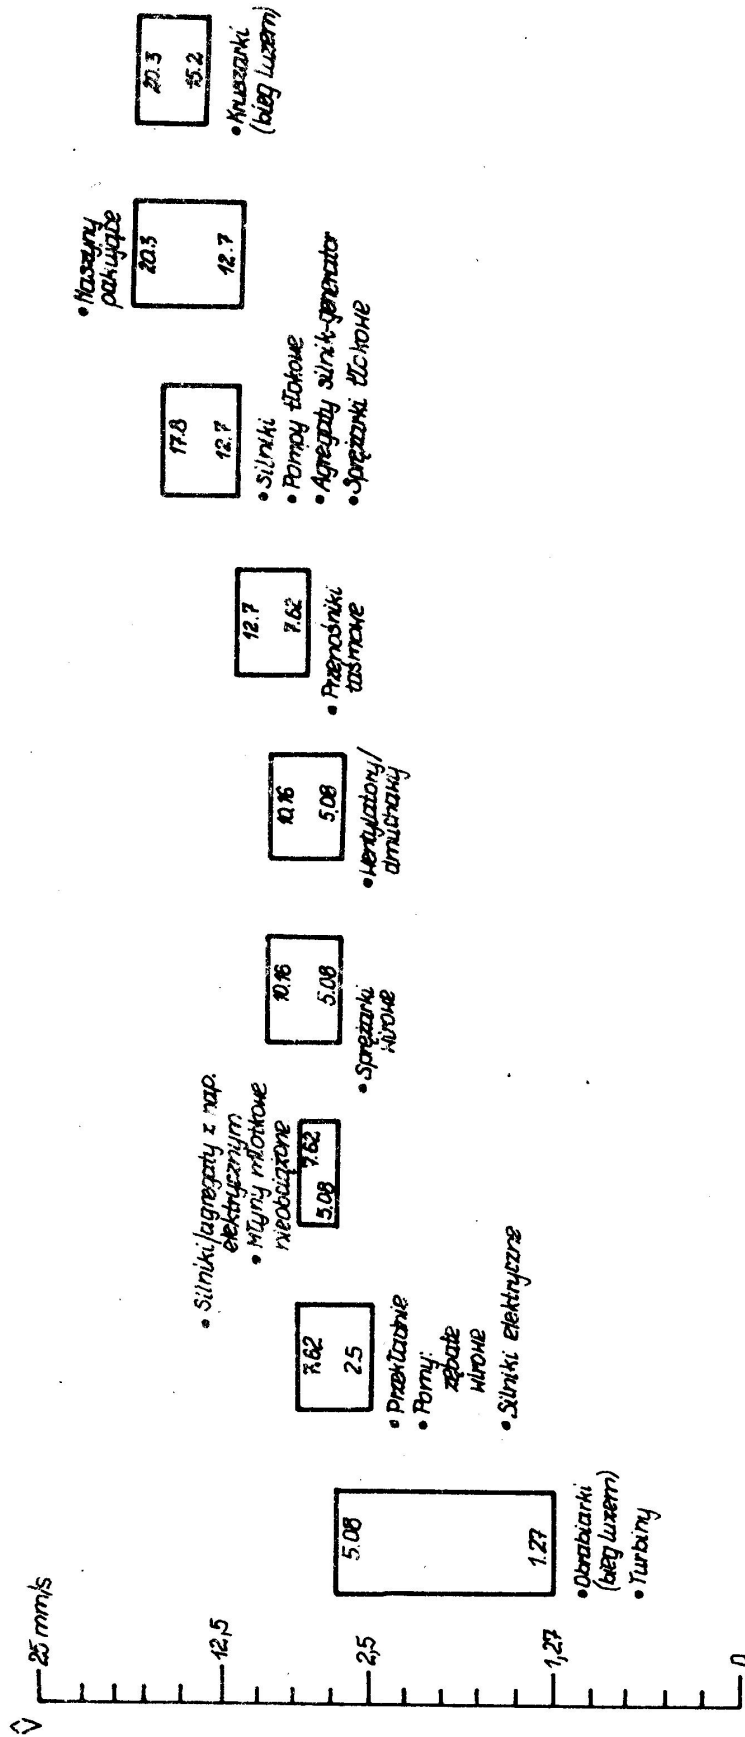 V̂
25 mm/s
12,5
2,5
1,27
0
5.08
1.27
• Obrabiarki
(bieg luzem)
• Turbiny
7.62
2.5
• Przekładnie
• Pomy:
zębate
wirowe
• Silniki elektryczne
• Silniki/agregaty z nap.
elektrycznym
• Młyny młotkowe
nieobciążone
5.08 7.62
10.16
5.08
• Sprężarki
wirowe
10.16
5.08
• Wentylatory/
dmuchawy
12.7
7.62
• Przenośniki
taśmowe
17.8
12.7
• Silniki
• Pompy tłokowe
• Agregaty silnik-generator
• Sprężarki tłokowe
• Maszyny
pakujące
20.3
12.7
20.3
15.2
• Kruszarki
(bieg luzem)